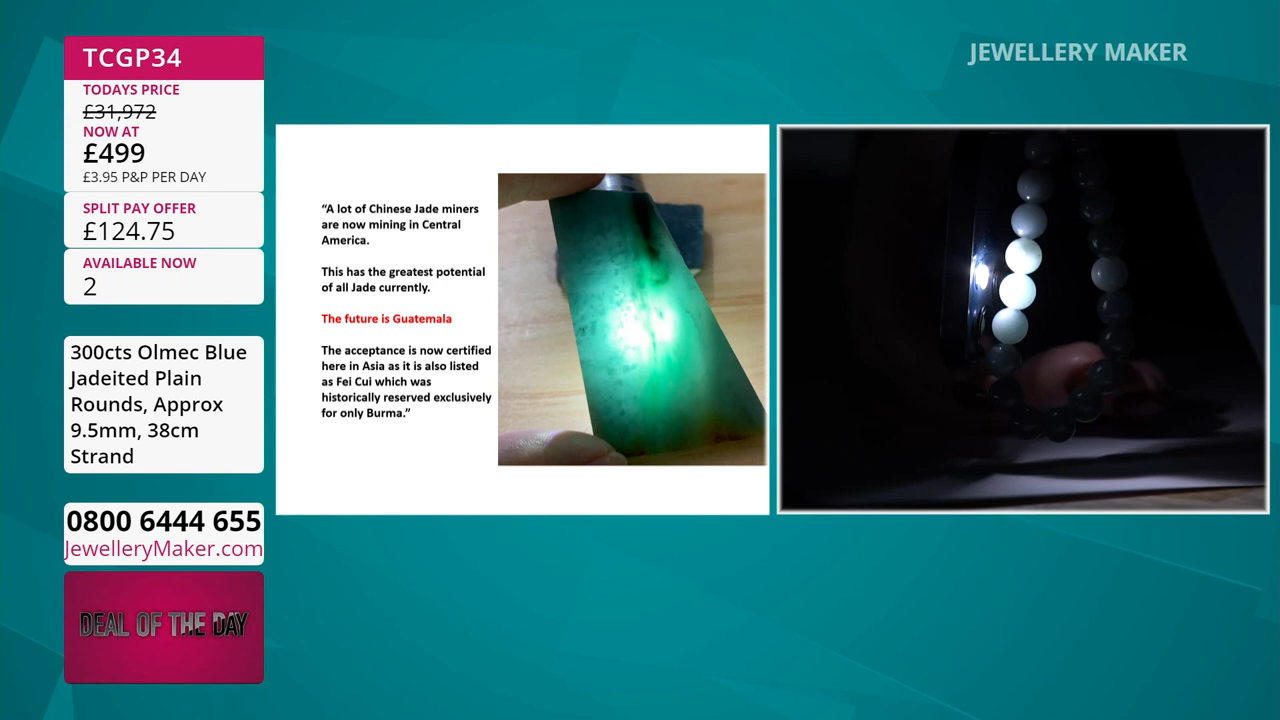 TCGP34
TODAYS PRICE
£31,972
NOW AT
£499
£3.95 P&P PER DAY
SPLIT PAY OFFER
£124.75
AVAILABLE NOW
2
300cts Olmec Blue
Jadeited Plain
Rounds, Approx
9.5mm, 38cm
Strand
0800 6444 655
JewelleryMaker.com
DEAL OF THE DAY
“A lot of Chinese Jade miners
are now mining in Central
America.
This has the greatest potential
of all Jade currently.
The future is Guatemala
The acceptance is now certified
here in Asia as it is also listed
as Fei Cui which was
historically reserved exclusively
for only Burma.”
JEWELLERY MAKER